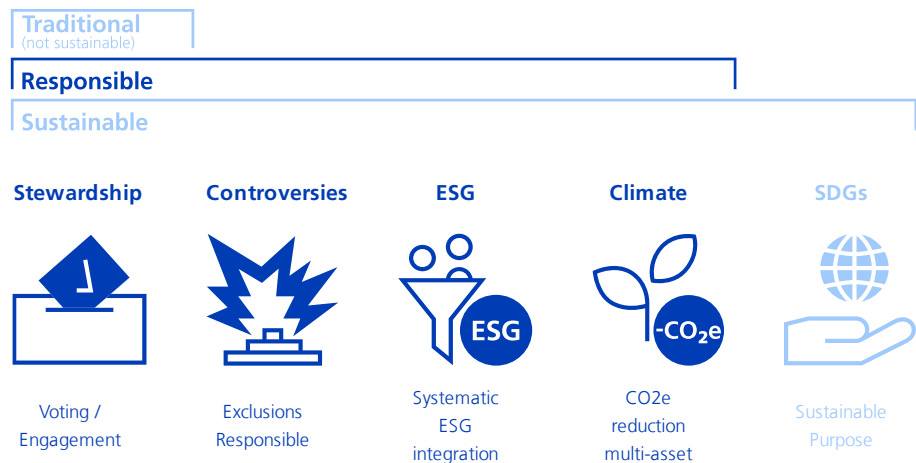 Traditional
(not sustainable)
Responsible
Sustainable
Stewardship
Controversies
ESG
Climate
SDGs
ESG
-CO₂e
Voting /
Engagement
Exclusions
Responsible
Systematic
ESG
integration
CO2e
reduction
multi-asset
Sustainable
Purpose